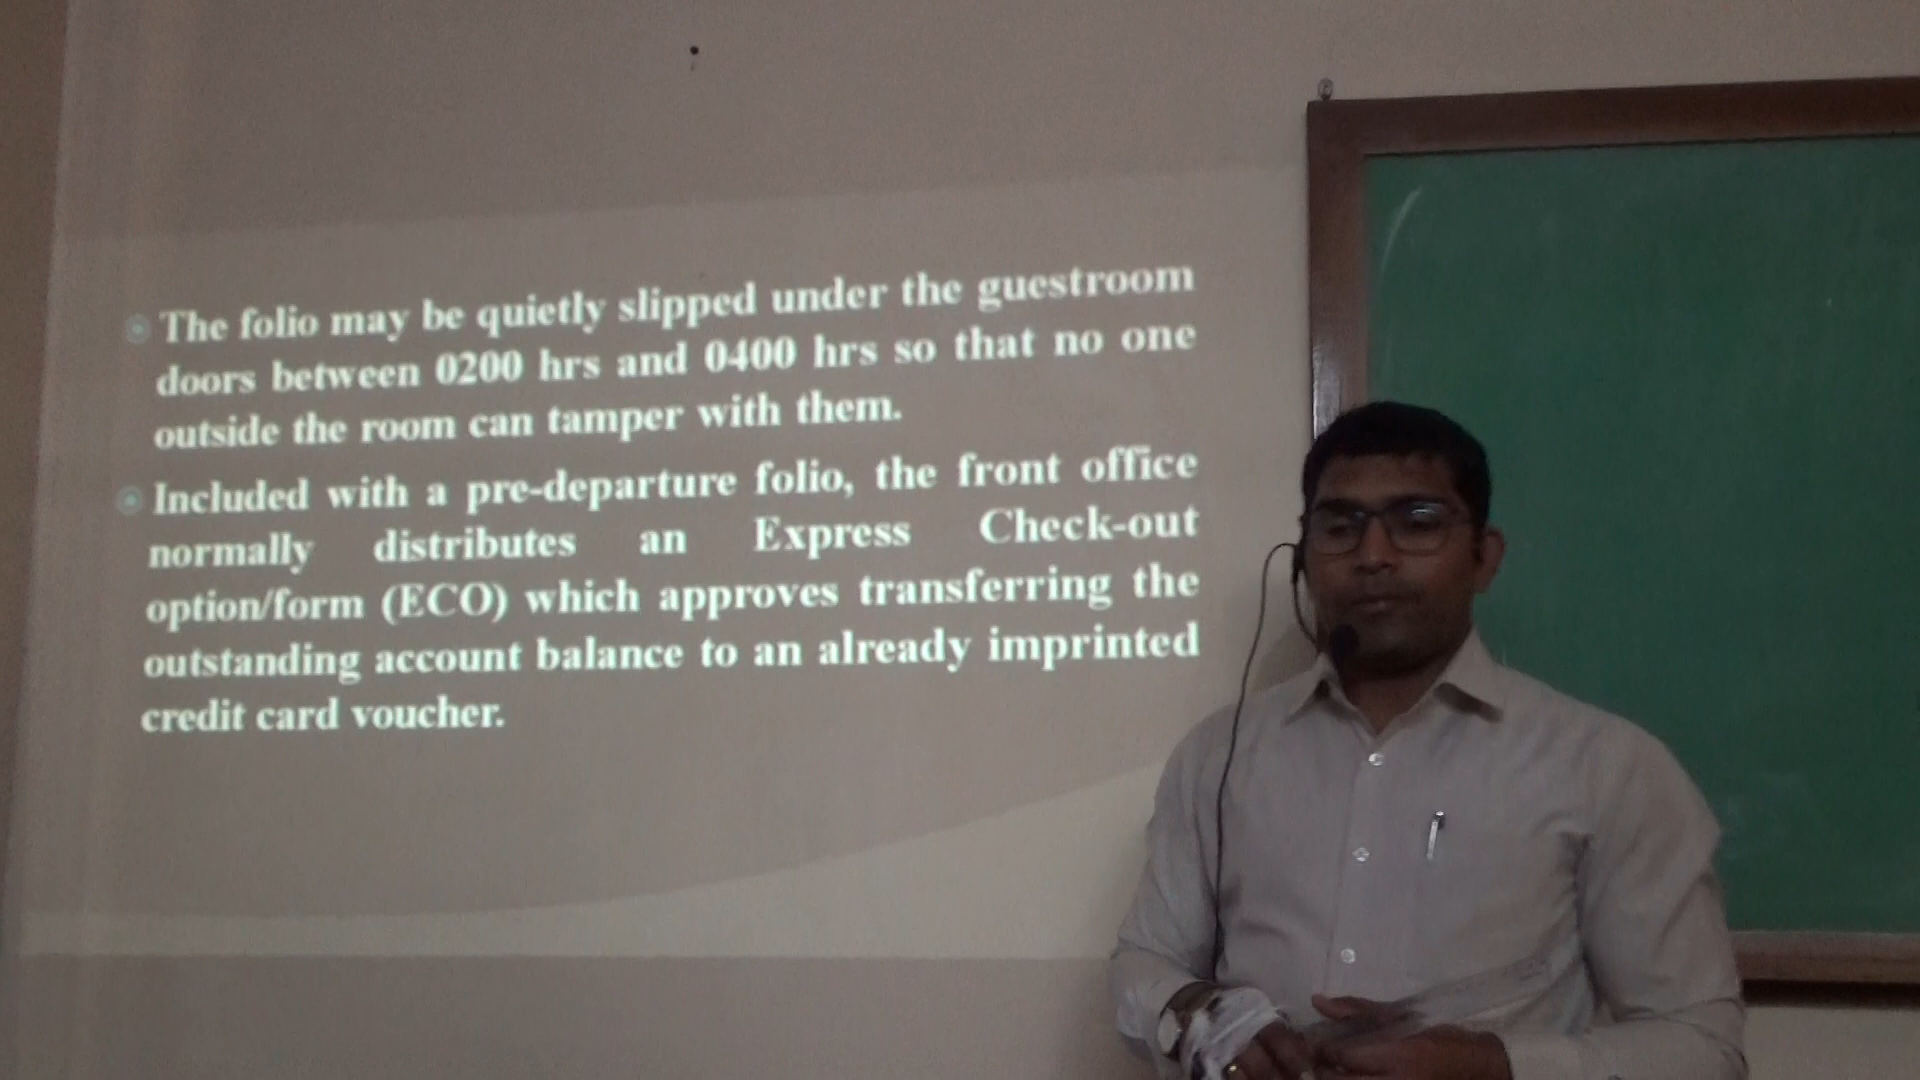 The folio may be quietly slipped under the guestroom
doors between 0200 hrs and 0400 hrs so that no one
outside the room can tamper with them.
Included with a pre-departure folio, the front office
normally distributes an Express Check-out
option/form (ECO) which approves transferring the
outstanding account balance to an already imprinted
credit card voucher.